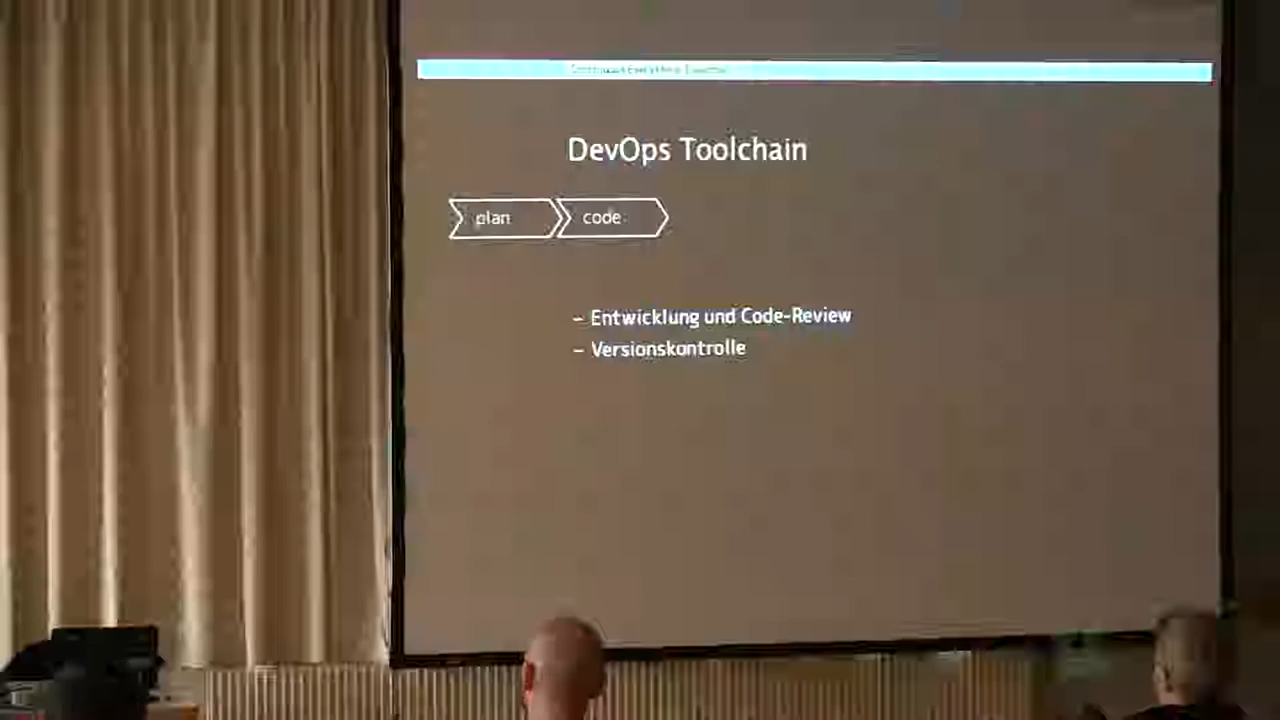 DevOps Toolchain
plan
code
– Entwicklung und Code-Review
– Versionskontrolle